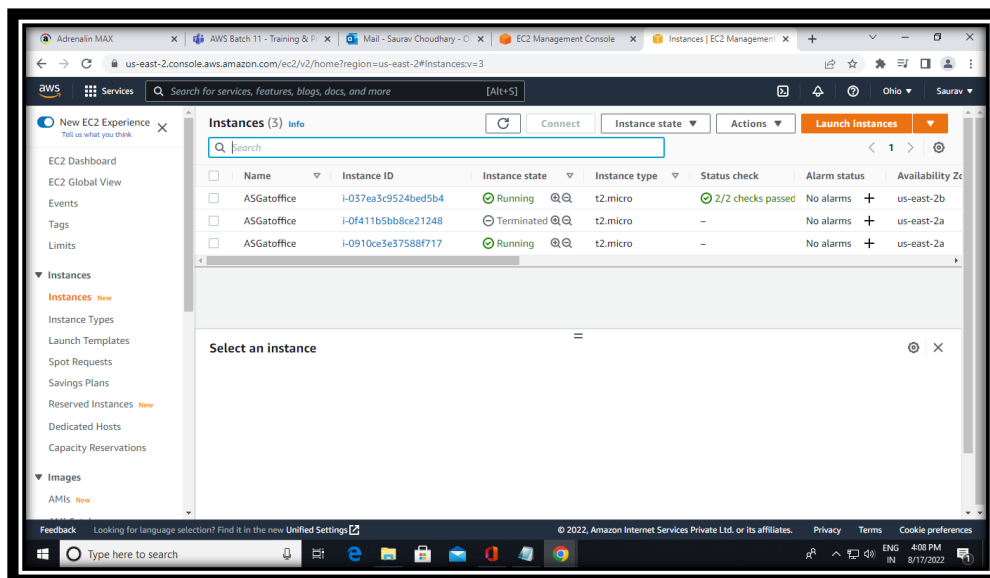 Adrenalin MAX
AWS Batch 11 - Training & P
Mail - Saurav Choudhary - O
EC2 Management Console
Instances | EC2 Management
us-east-2.console.aws.amazon.com/ec2/v2/home?region=us-east-2#Instances:v=3
aws Services Search for services, features, blogs, docs, and more [Alt+S] Ohio Saurav
New EC2 Experience
Tell us what you think
EC2 Dashboard
EC2 Global View
Events
Tags
Limits
Instances
Instances New
Instance Types
Launch Templates
Spot Requests
Savings Plans
Reserved Instances New
Dedicated Hosts
Capacity Reservations
Images
AMIs New
Instances (3) Info Connect Instance state Actions Launch instances
Search 1
Name Instance ID Instance state Instance type Status check Alarm status Availability Zo
ASGatoffice i-037ea3c9524bed5b4 Running t2.micro 2/2 checks passed No alarms + us-east-2b
ASGatoffice i-0f411b5bb8ce21248 Terminated t2.micro – No alarms + us-east-2a
ASGatoffice i-0910ce3e37588f717 Running t2.micro – No alarms + us-east-2a
Select an instance
Feedback Looking for language selection? Find it in the new Unified Settings © 2022, Amazon Internet Services Private Ltd. or its affiliates. Privacy Terms Cookie preferences
Type here to search
ENG 4:08 PM
IN 8/17/2022